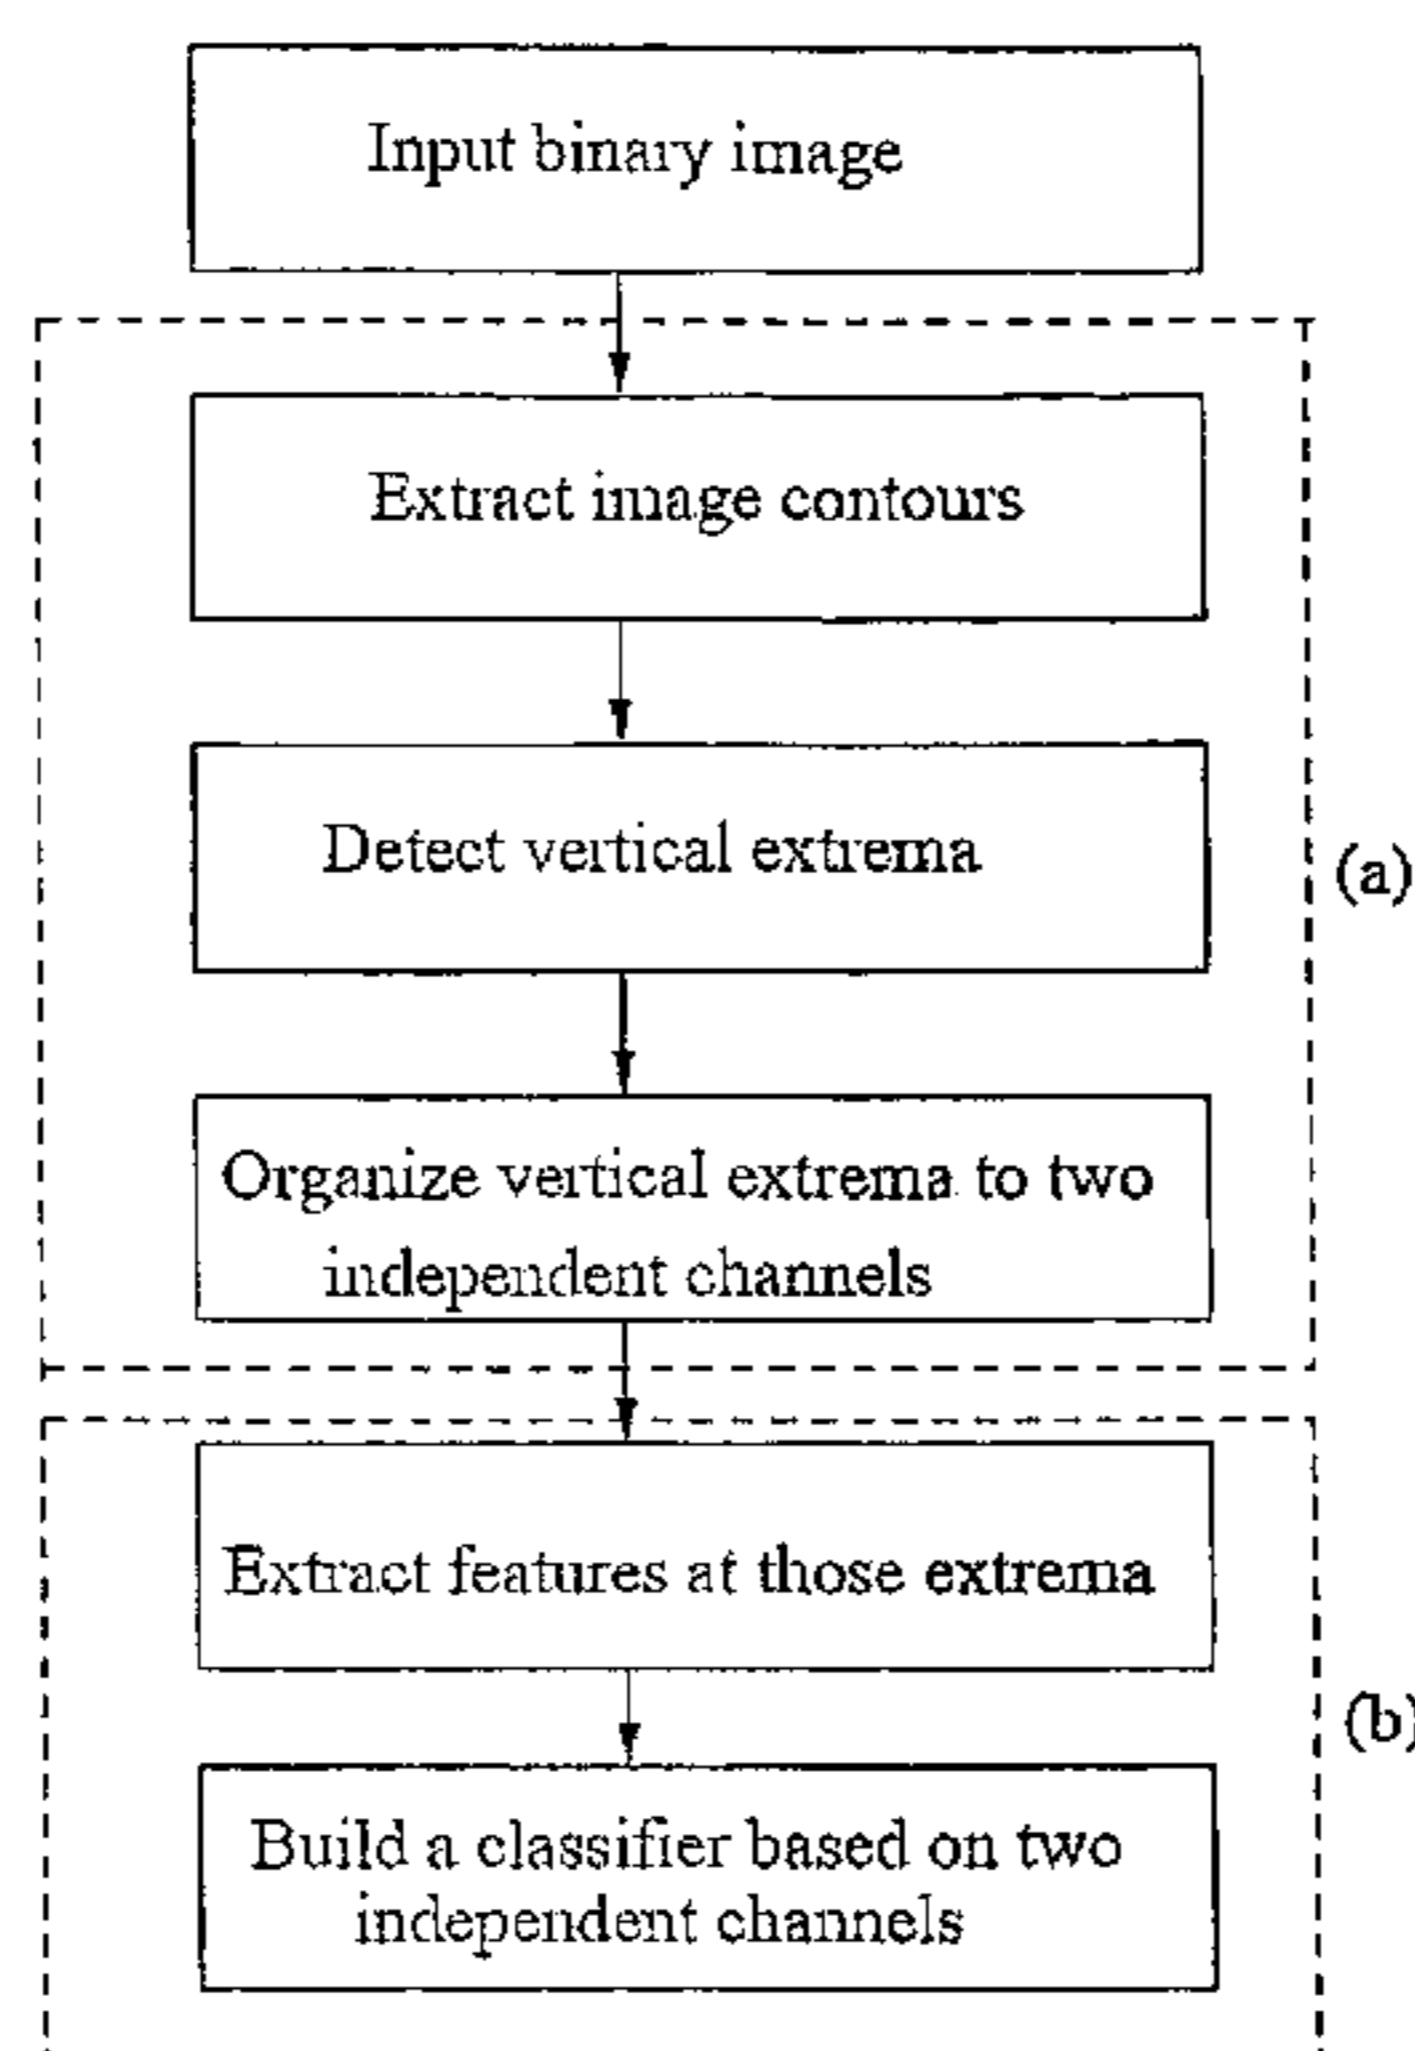 Input binary image
Extract image contours
Detect vertical extrema
(a)
Organize vertical extrema to two
independent channels
Extract features at those extrema
(b)
Build a classifier based on two
independent channels